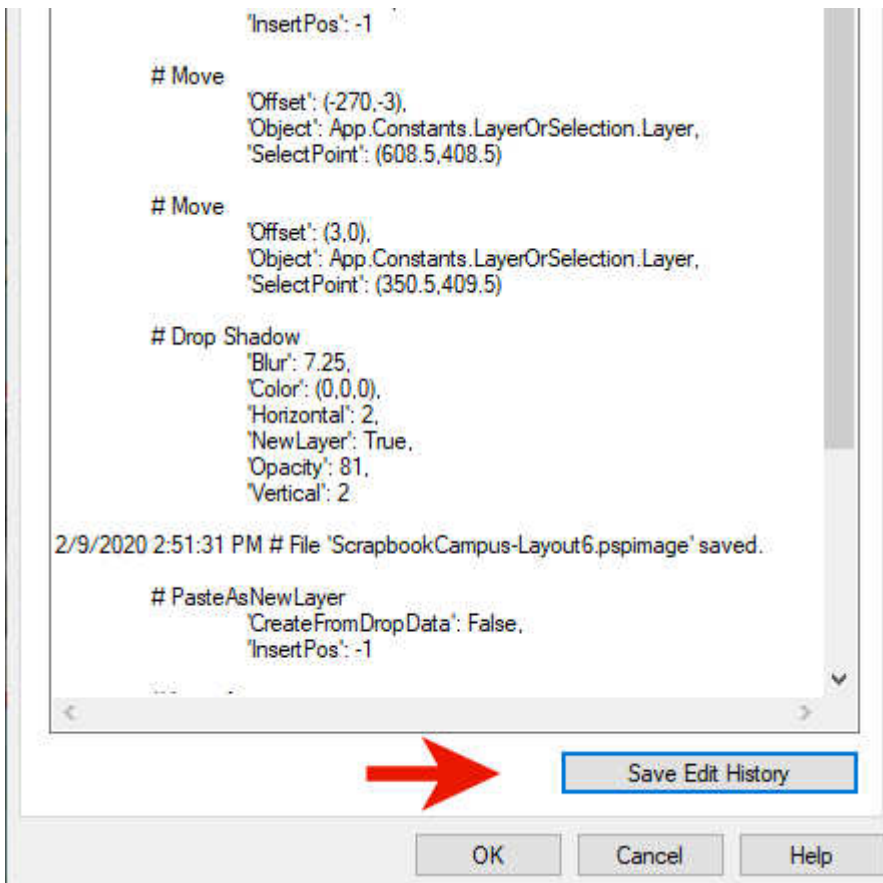 'InsertPos': -1
# Move
'Offset': (-270,-3),
'Object': App.Constants.LayerOrSelection.Layer,
'SelectPoint': (608.5,408.5)
# Move
'Offset': (3,0),
'Object': App.Constants.LayerOrSelection.Layer,
'SelectPoint': (350.5,409.5)
# Drop Shadow
'Blur': 7.25,
'Color': (0,0,0),
'Horizontal': 2,
'NewLayer': True,
'Opacity': 81,
'Vertical': 2
2/9/2020 2:51:31 PM # File 'ScrapbookCampus-Layout6.pspimage' saved.
# PasteAsNewLayer
'CreateFromDropData': False,
'InsertPos': -1
Save Edit History
OK Cancel Help